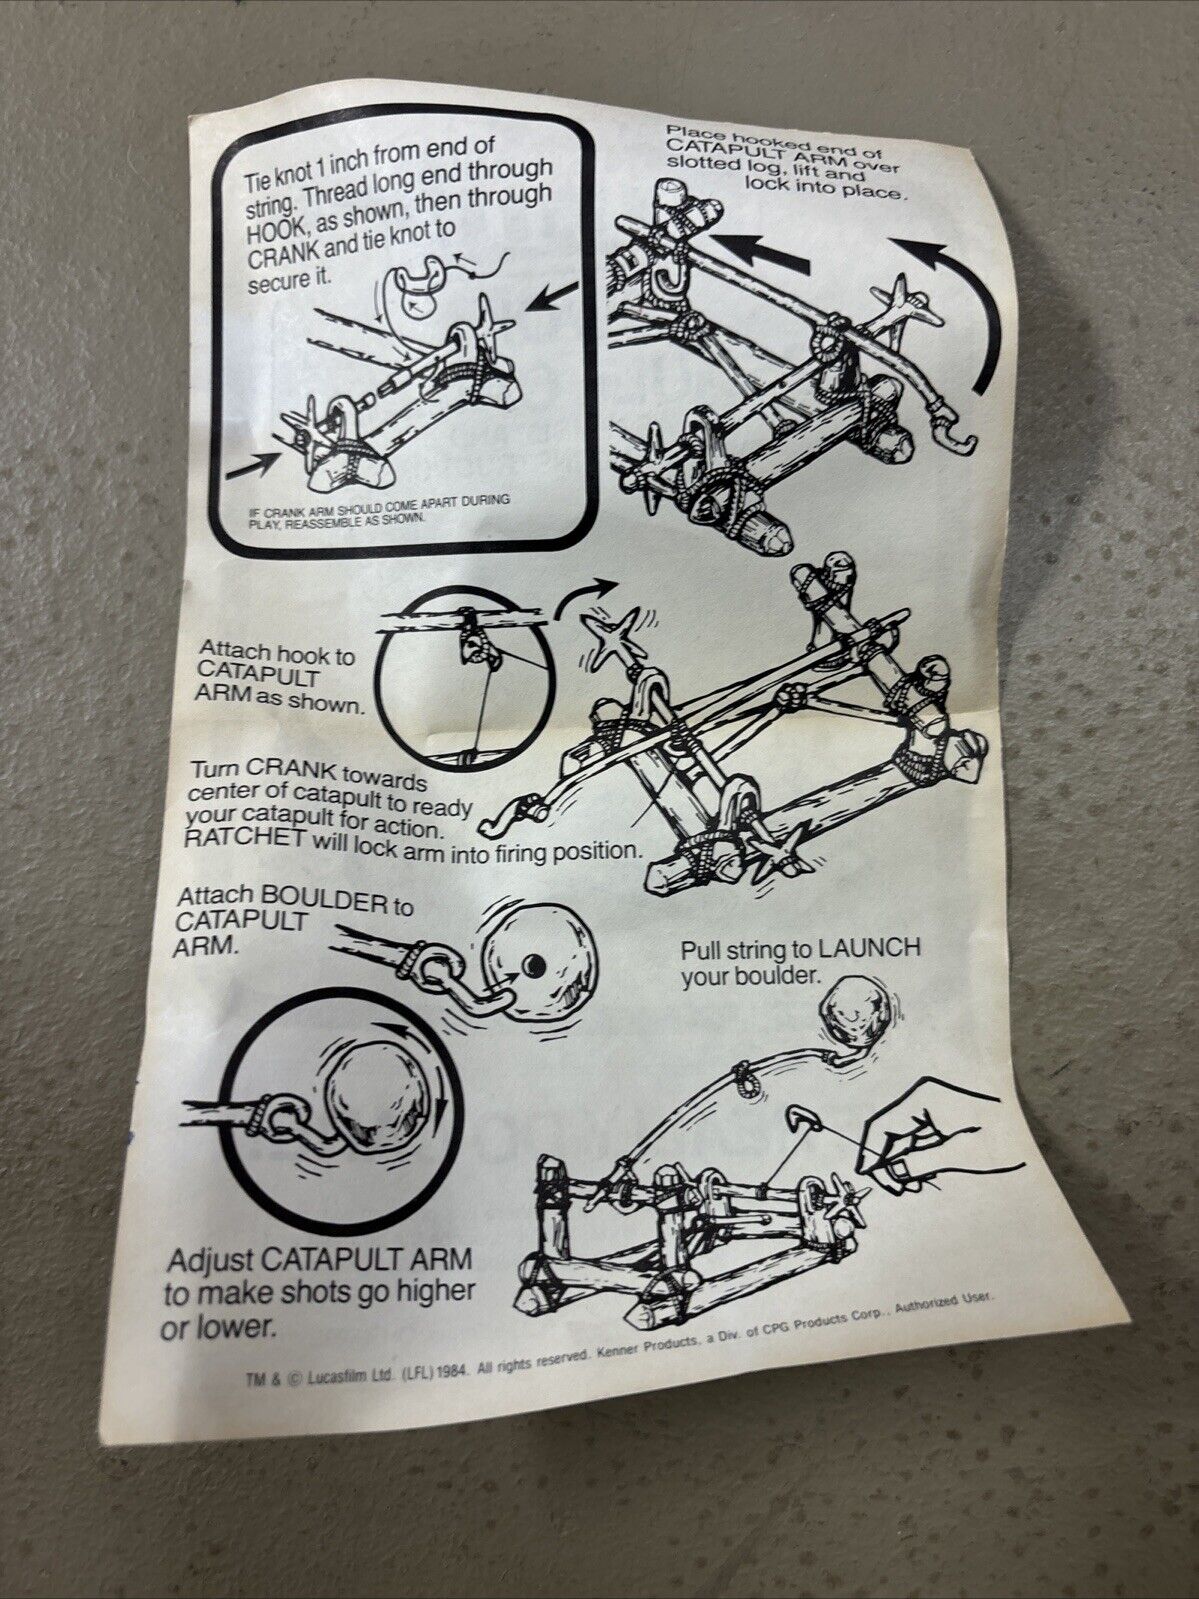 Tie knot 1 inch from end of
string. Thread long end through
HOOK, as shown, then through
CRANK and tie knot to
secure it.
IF CRANK ARM SHOULD COME APART DURING
PLAY, REASSEMBLE AS SHOWN.
Place hooked end of
CATAPULT ARM over
slotted log, lift and
lock into place.
Attach hook to
CATAPULT
ARM as shown.
Turn CRANK towards
center of catapult to ready
your catapult for action.
RATCHET will lock arm into firing position.
Attach BOULDER to
CATAPULT
ARM.
Pull string to LAUNCH
your boulder.
Adjust CATAPULT ARM
to make shots go higher
or lower.
TM & © Lucasfilm Ltd. (LFL) 1984. All rights reserved. Kenner Products, a Div. of CPG Products Corp., Authorized User.